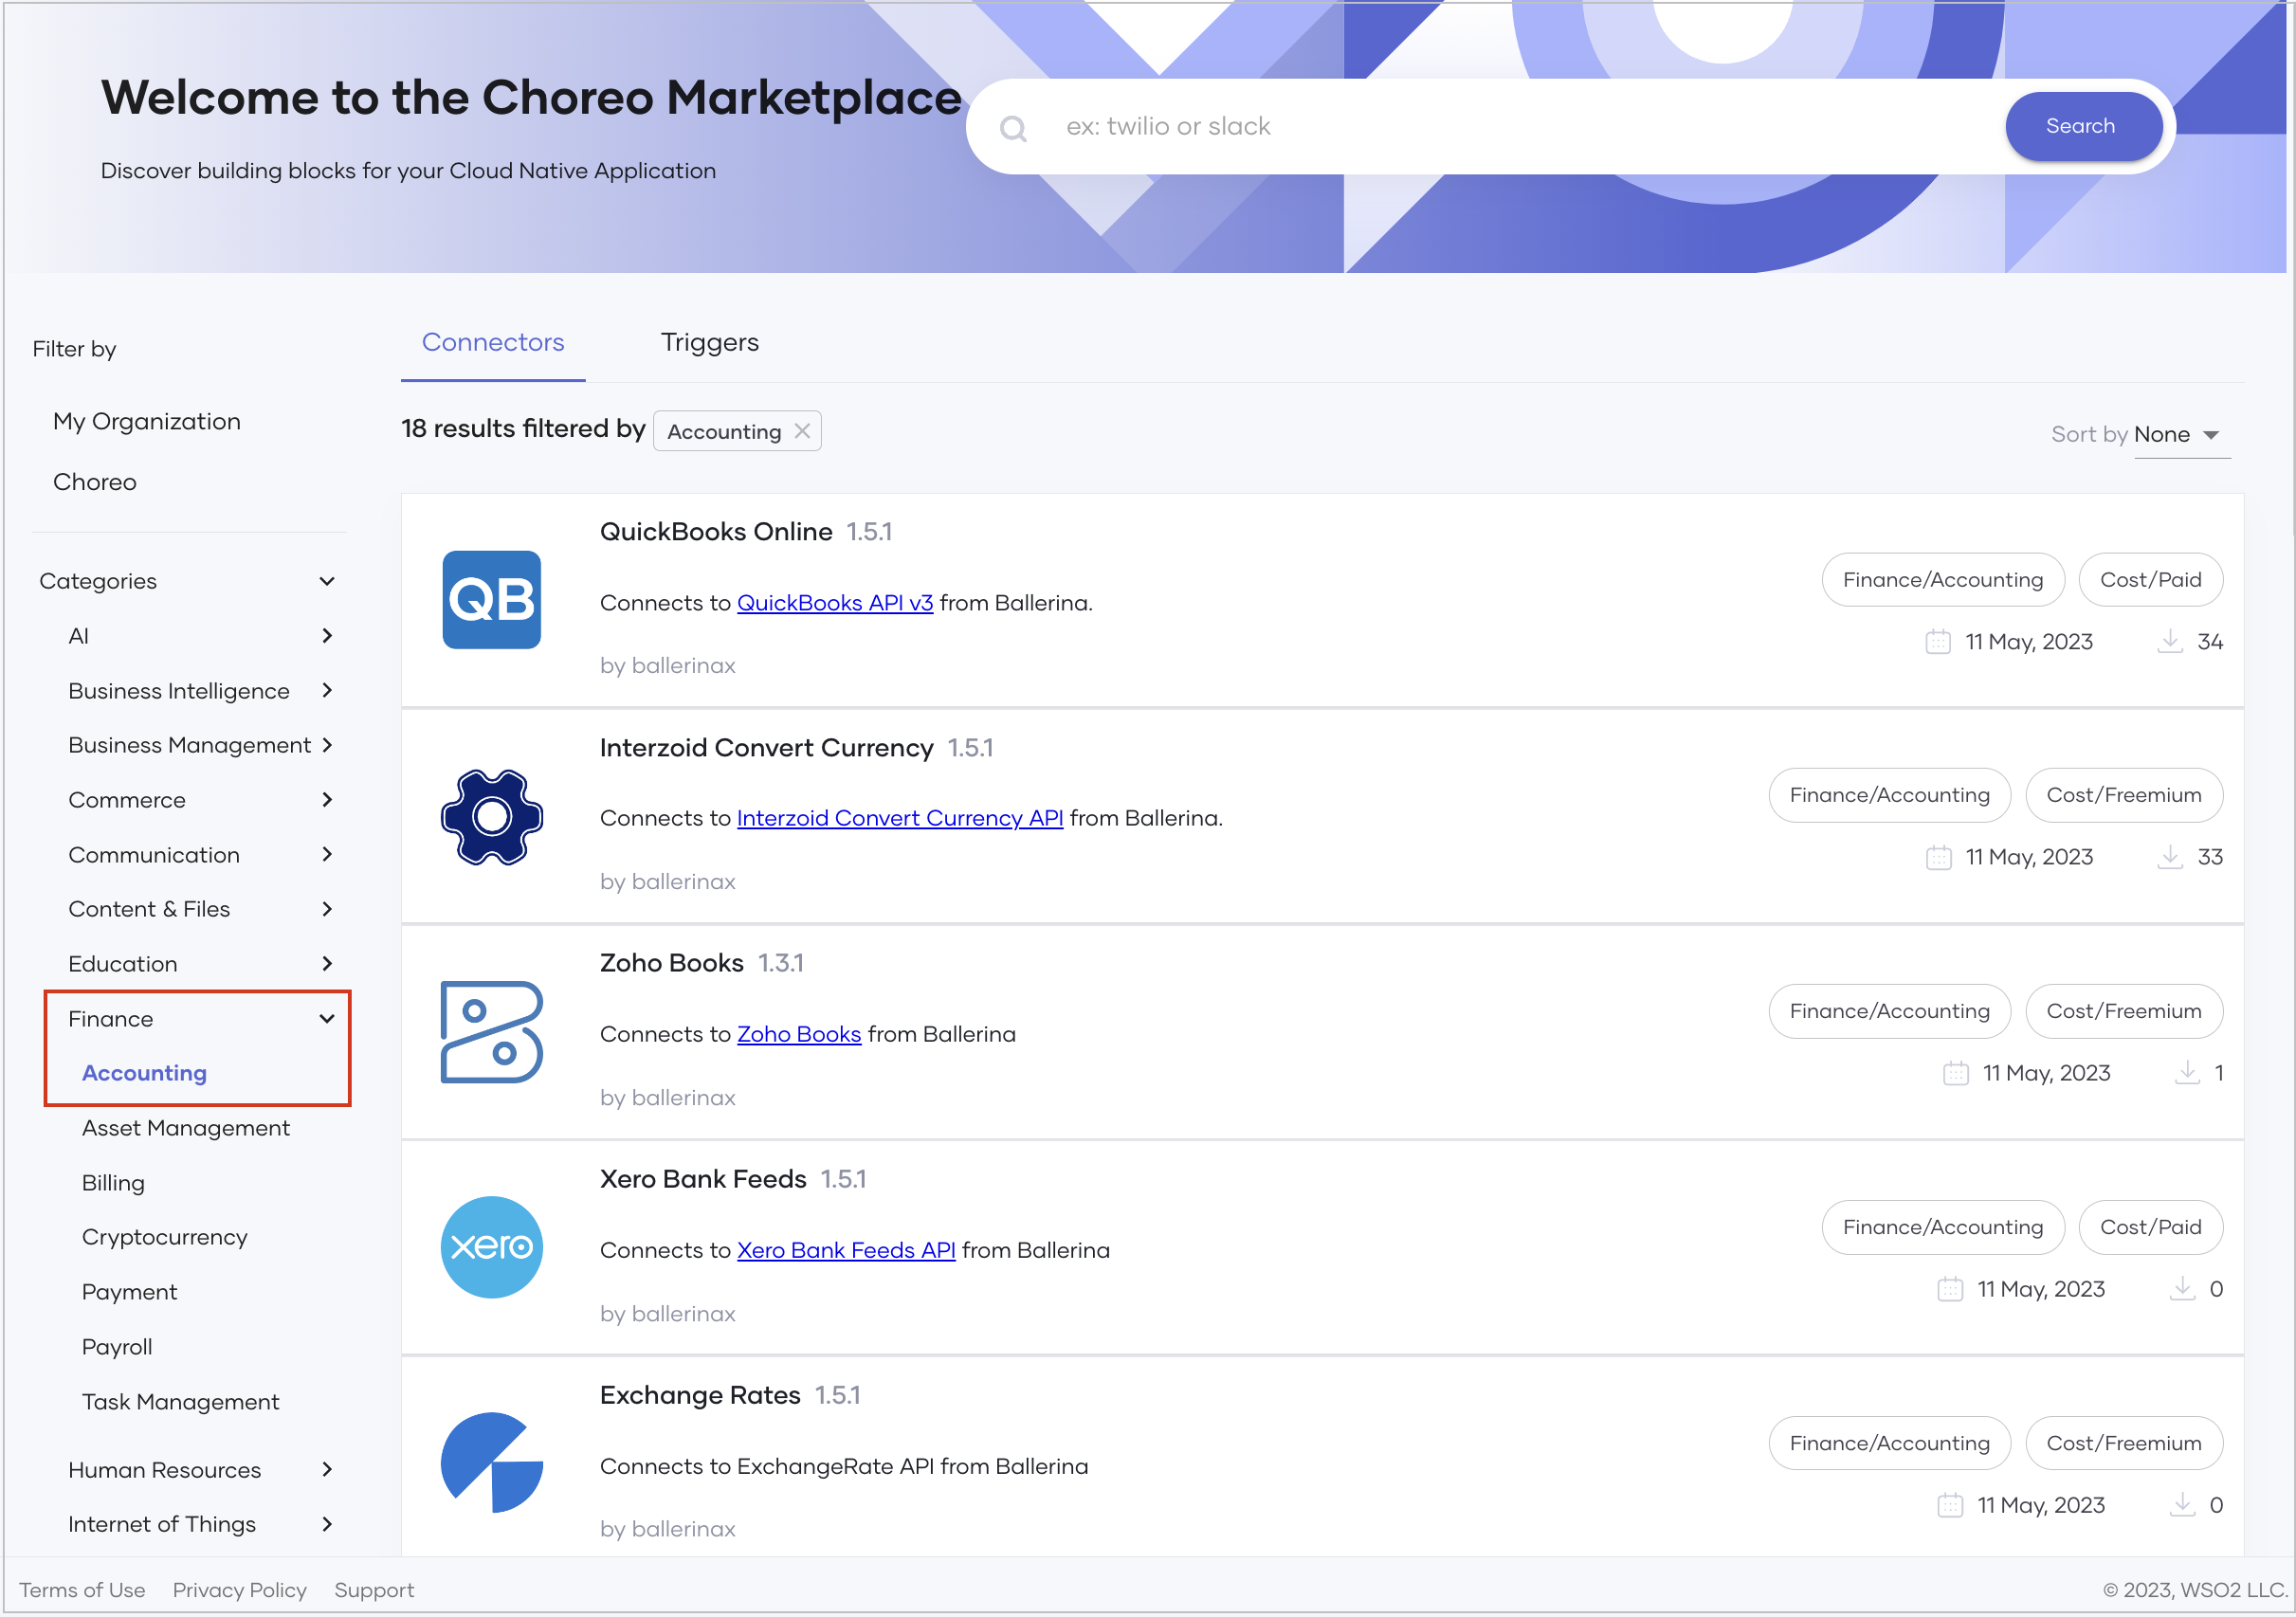 Welcome to the Choreo Marketplace
Discover building blocks for your Cloud Native Application
ex: twilio or slack
Search
Filter by
My Organization
Choreo
Categories
AI
Business Intelligence
Business Management
Commerce
Communication
Content & Files
Education
Finance
Accounting
Asset Management
Billing
Cryptocurrency
Payment
Payroll
Task Management
Human Resources
Internet of Things
Connectors
Triggers
18 results filtered by Accounting
Sort by None
QB
QuickBooks Online 1.5.1
Connects to QuickBooks API v3 from Ballerina.
by ballerinax
Finance/Accounting Cost/Paid
11 May, 2023 34
Interzoid Convert Currency 1.5.1
Connects to Interzoid Convert Currency API from Ballerina.
by ballerinax
Finance/Accounting Cost/Freemium
11 May, 2023 33
Zoho Books 1.3.1
Connects to Zoho Books from Ballerina
by ballerinax
Finance/Accounting Cost/Freemium
11 May, 2023 1
xero
Xero Bank Feeds 1.5.1
Connects to Xero Bank Feeds API from Ballerina
by ballerinax
Finance/Accounting Cost/Paid
11 May, 2023 0
Exchange Rates 1.5.1
Connects to ExchangeRate API from Ballerina
by ballerinax
Finance/Accounting Cost/Freemium
11 May, 2023 0
Terms of Use Privacy Policy Support
© 2023, WSO2 LLC.